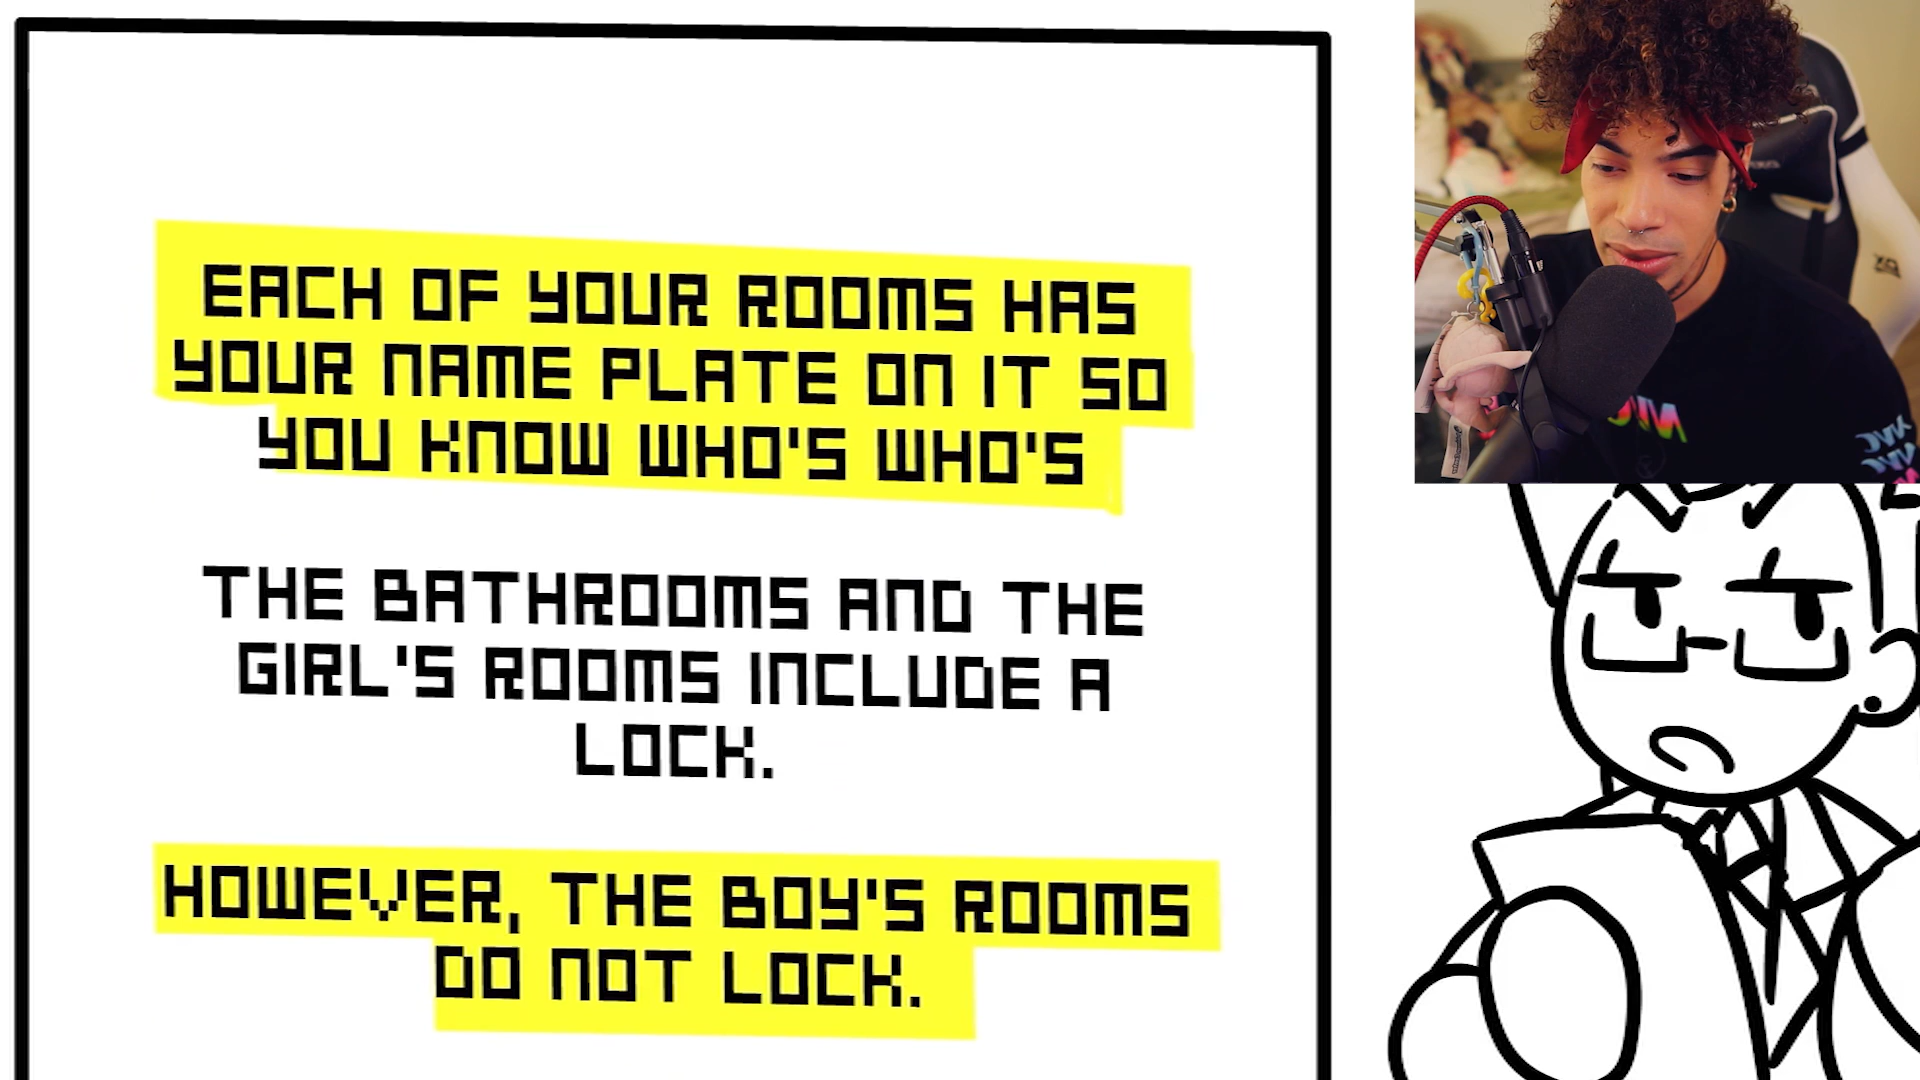 EACH OF YOUR ROOMS HAS
YOUR NAME PLATE ON IT SO
YOU KNOW WHO'S WHO'S
THE BATHROOMS AND THE
GIRL'S ROOMS INCLUDE A
LOCK.
HOWEVER, THE BOY'S ROOMS
DO NOT LOCK.